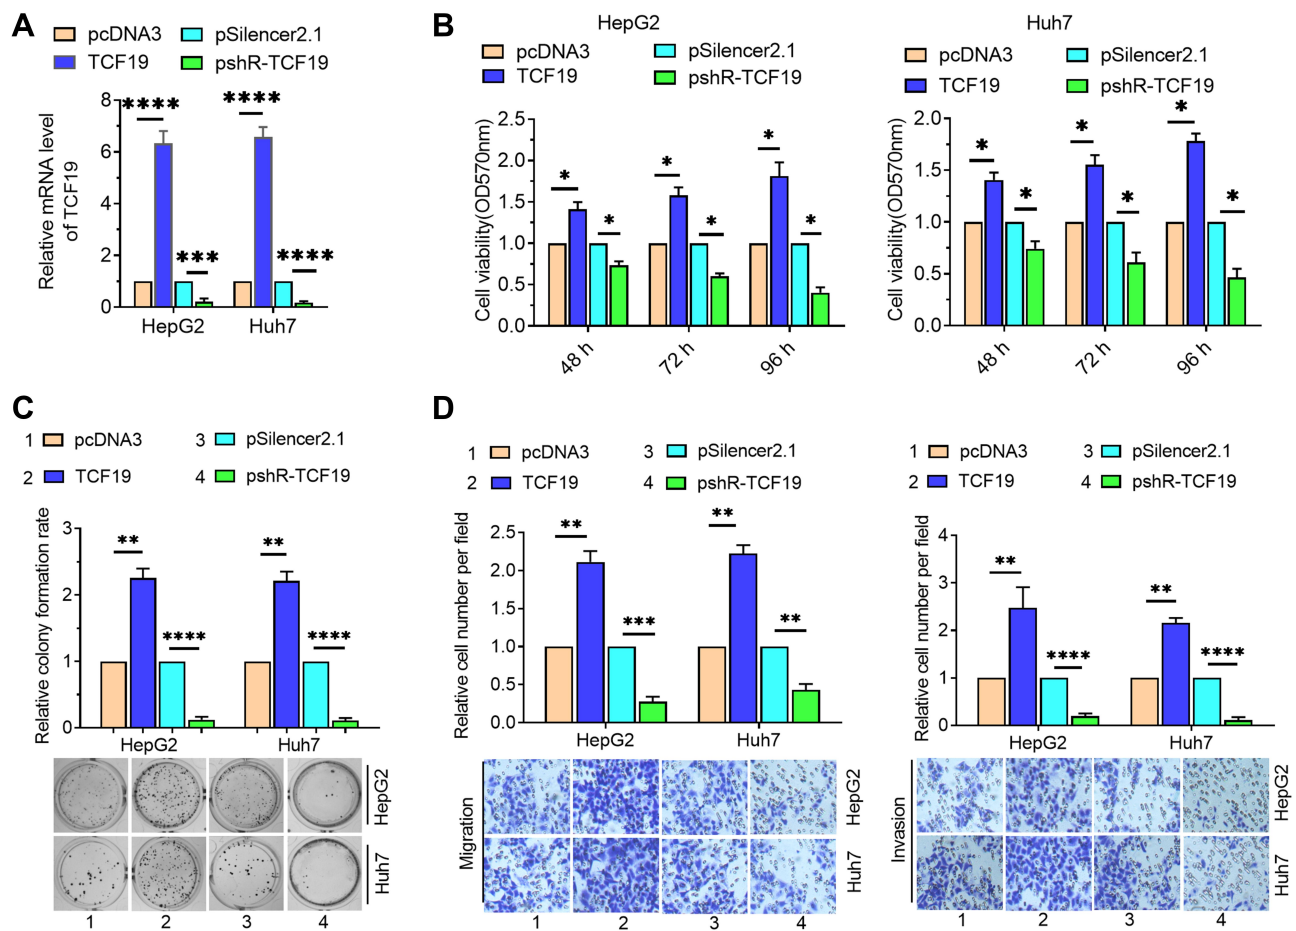 A
pcDNA3 pSilencer2.1
TCF19 pshR-TCF19
Relative mRNA level
of TCF19
8
6
4
2
0
**** *** **** ****
HepG2 Huh7
B
HepG2
pcDNA3 pSilencer2.1
TCF19 pshR-TCF19
Cell viability(OD570nm)
2.5
2.0
1.5
1.0
0.5
0.0
* * * * * *
48 h 72 h 96 h
Huh7
pcDNA3 pSilencer2.1
TCF19 pshR-TCF19
Cell viability(OD570nm)
2.0
1.5
1.0
0.5
0.0
* * * * * *
48 h 72 h 96 h
C
1 pcDNA3 3 pSilencer2.1
2 TCF19 4 pshR-TCF19
Relative colony formation rate
3
2
1
0
** **** ** ****
HepG2 Huh7
HepG2
Huh7
1 2 3 4
D
1 pcDNA3 3 pSilencer2.1
2 TCF19 4 pshR-TCF19
Relative cell number per field
2.5
2.0
1.5
1.0
0.5
0.0
** *** ** **
HepG2 Huh7
Migration
HepG2
Huh7
1 2 3 4
1 pcDNA3 3 pSilencer2.1
2 TCF19 4 pshR-TCF19
Relative cell number per field
4
3
2
1
0
** **** ** ****
HepG2 Huh7
Invasion
HepG2
Huh7
1 2 3 4